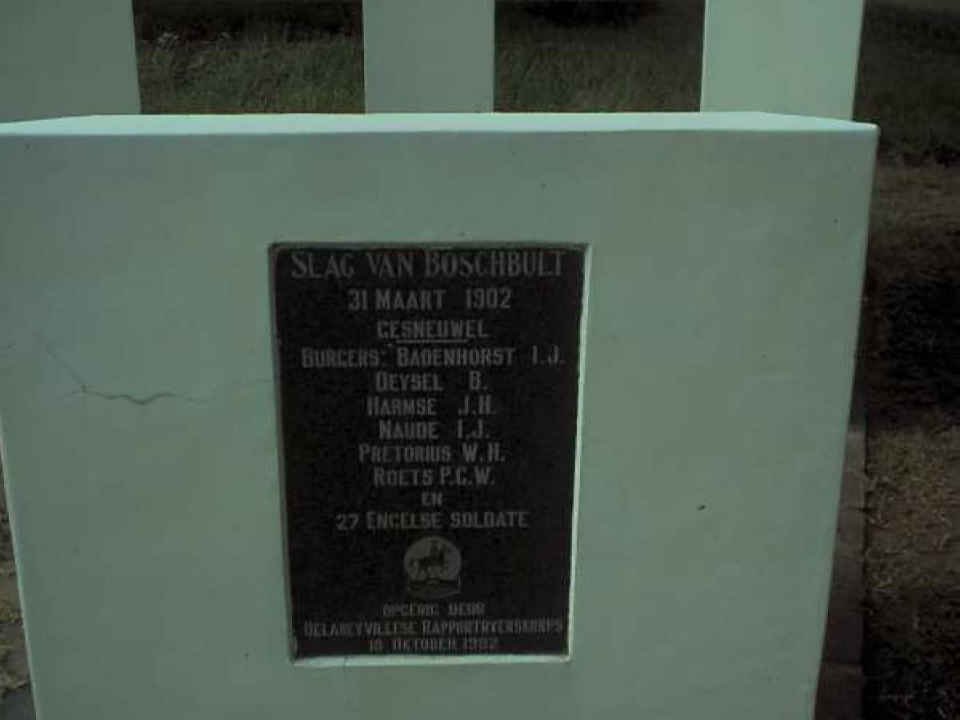 SLAG VAN BOSCHBULT
31 MAART 1902
GESNEUWEL
BURGERS: BADENHORST I.J.
DEYSEL B.
HARMSE J.H.
NAUDE I.J.
PRETORIUS W.H.
ROETS P.C.W.
EN
27 ENGELSE SOLDATE
OPGERIG DEUR
DELAREYVILLESE RAPPORTRYERSKORPS
OKTOBER